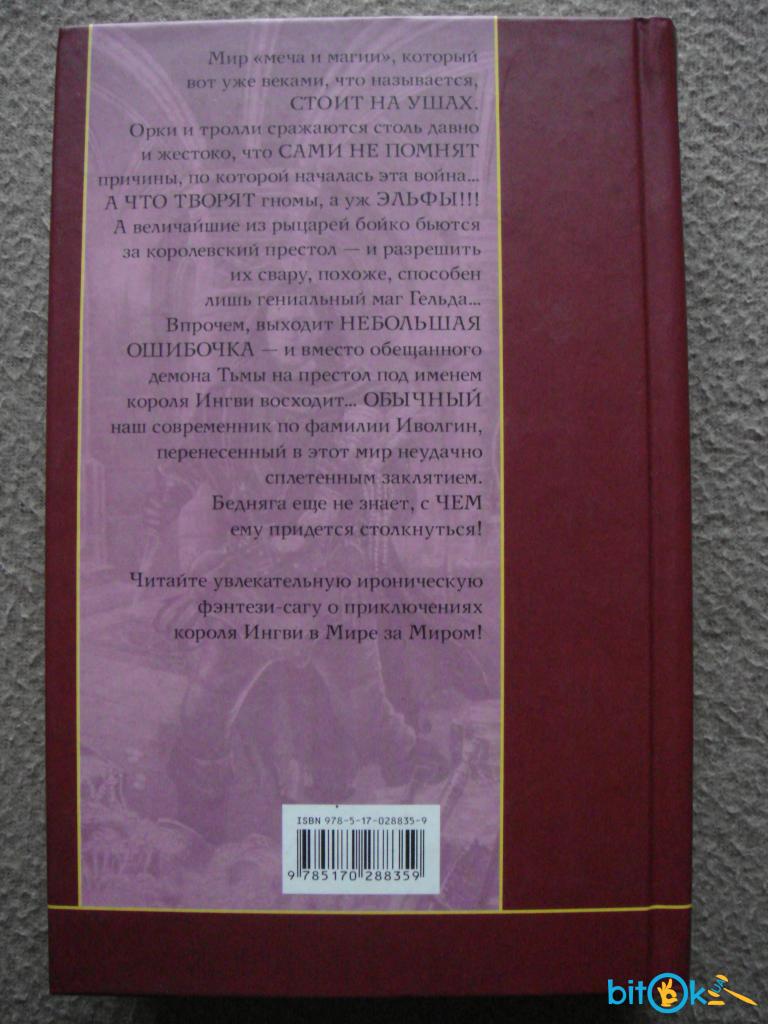 Мир «меча и магии», который
вот уже веками, что называется,
СТОИТ НА УШАХ.
Орки и тролли сражаются столь давно
и жестоко, что САМИ НЕ ПОМНЯТ
причины, по которой началась эта война...
А ЧТО ТВОРЯТ гномы, а уж ЭЛЬФЫ!!!
А величайшие из рыцарей бойко бьются
за королевский престол — и разрешить
их свару, похоже, способен
лишь гениальный маг Гельда...
Впрочем, выходит НЕБОЛЬШАЯ
ОШИБОЧКА — и вместо обещанного
демона Тьмы на престол под именем
короля Ингви восходит... ОБЫЧНЫЙ
наш современник по фамилии Иволгин,
перенесенный в этот мир неудачно
сплетенным заклятием.
Бедняга еще не знает, с ЧЕМ
ему придется столкнуться!
Читайте увлекательную ироническую
фэнтези-сагу о приключениях
короля Ингви в Мире за Миром!
ISBN 978-5-17-028835-9
9 785170 288359
bitOk UA